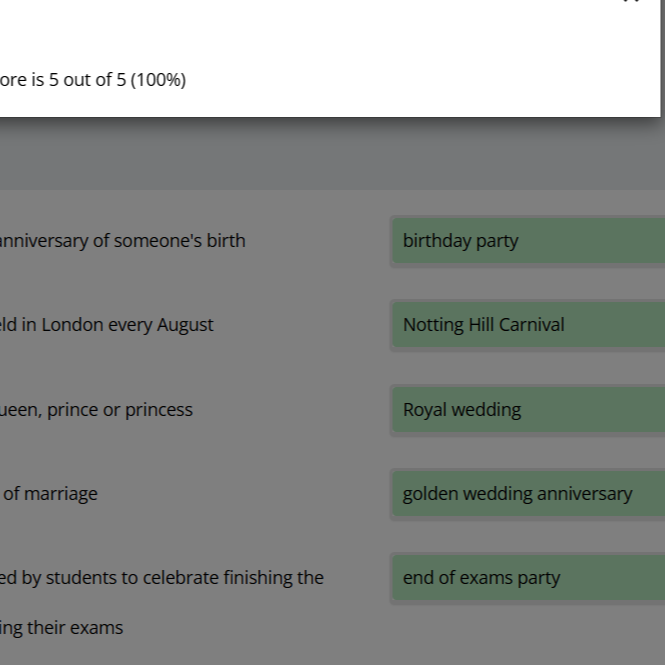 ore is 5 out of 5 (100%)
anniversary of someone's birth
birthday party
eld in London every August
Notting Hill Carnival
ueen, prince or princess
Royal wedding
of marriage
golden wedding anniversary
ed by students to celebrate finishing the
end of exams party
ing their exams